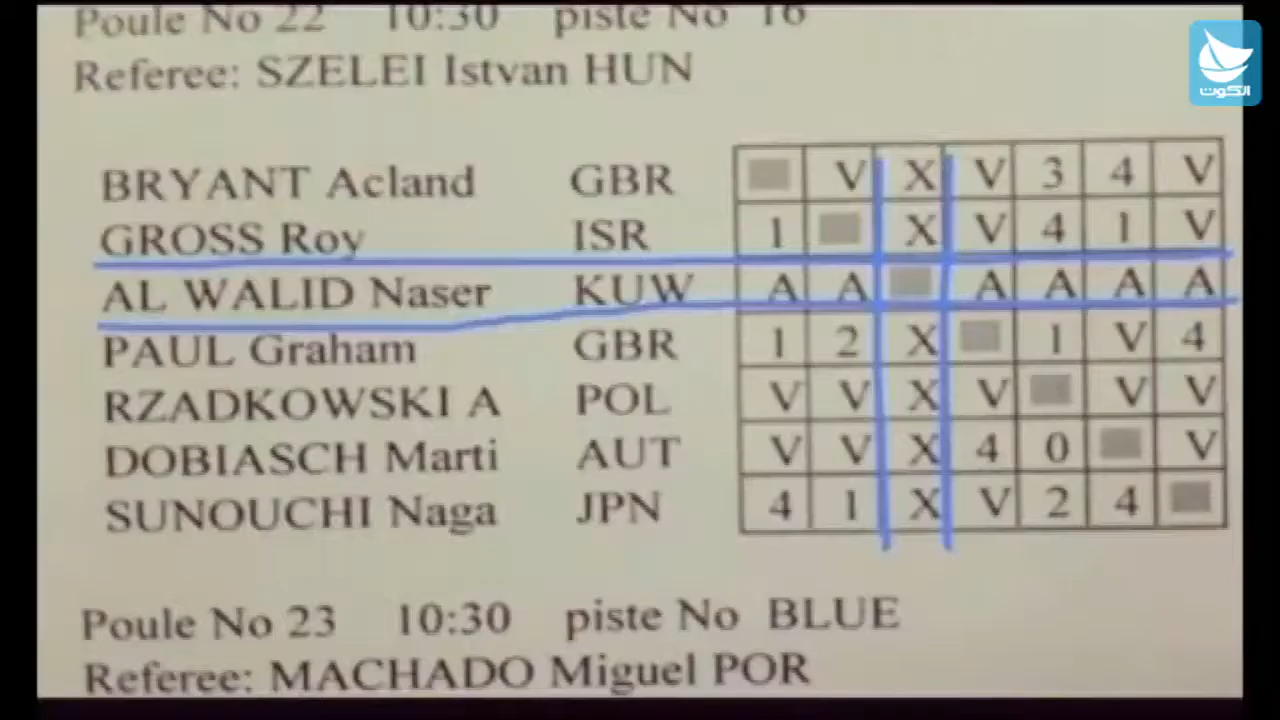 Poule No 22 10:30 piste No 16
Referee: SZELEI Istvan HUN
الكوت
BRYANT Acland GBR V X V 3 4 V
GROSS Roy ISR 1 X V 4 1 V
AL WALID Naser KUW A A A A A A
PAUL Graham GBR 1 2 X 1 V 4
RZADKOWSKI A POL V V X V V V
DOBIASCH Marti AUT V V X 4 0 V
SUNOUCHI Naga JPN 4 1 X V 2 4
Poule No 23 10:30 piste No BLUE
Referee: MACHADO Miguel POR